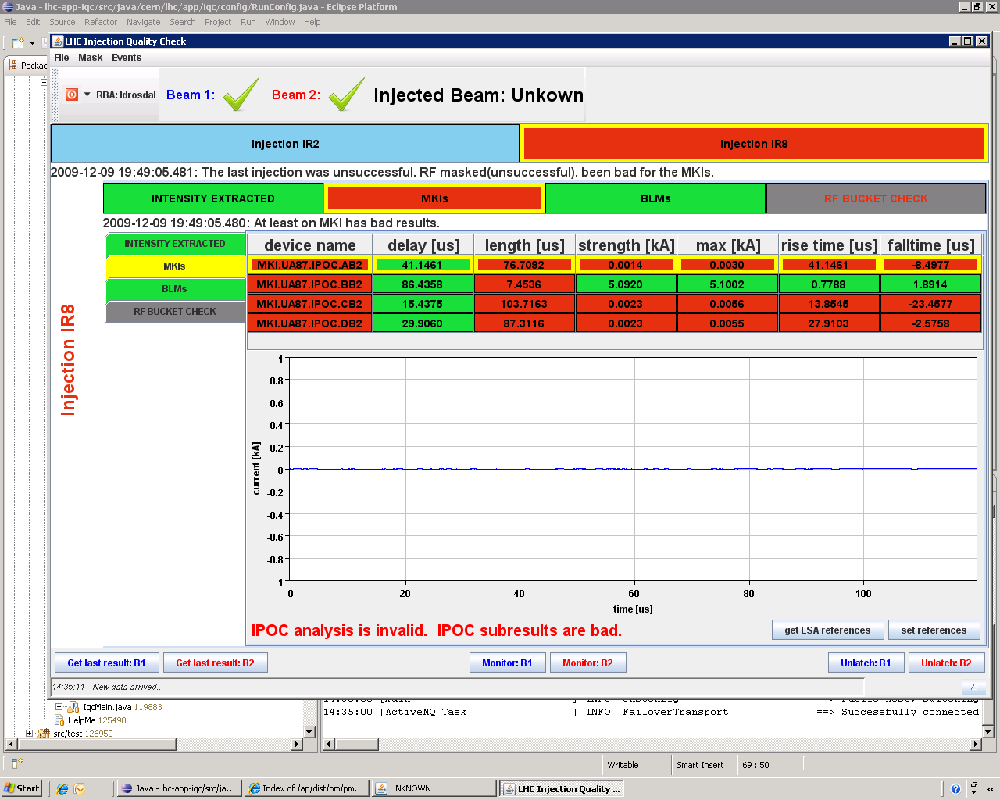 Java - lhc-app-iqc/src/java/cern/lhc/app/iqc/config/RunConfig.java - Eclipse Platform
File Edit Source Refactor Navigate Search Project Run Window Help
Packag
LHC Injection Quality Check
File Mask Events
RBA: ldrosdal Beam 1: Beam 2: Injected Beam: Unkown
Injection IR2 Injection IR8
2009-12-09 19:49:05.481: The last injection was unsuccessful. RF masked(unsuccessful). been bad for the MKIs.
INTENSITY EXTRACTED MKIs BLMs RF BUCKET CHECK
2009-12-09 19:49:05.480: At least on MKI has bad results.
Injection IR8
INTENSITY EXTRACTED
MKIs
BLMs
RF BUCKET CHECK
device name delay [us] length [us] strength [kA] max [kA] rise time [us] falltime [us]
MKI.UA87.IPOC.AB2 41.1461 76.7092 0.0014 0.0030 41.1461 -8.4977
MKI.UA87.IPOC.BB2 86.4358 7.4536 5.0920 5.1002 0.7788 1.8914
MKI.UA87.IPOC.CB2 15.4375 103.7163 0.0023 0.0056 13.8545 -23.4577
MKI.UA87.IPOC.DB2 29.9060 87.3116 0.0023 0.0055 27.9103 -2.5758
1
0.8
0.6
0.4
0.2
0
-0.2
-0.4
-0.6
-0.8
-1
current [kA]
0 20 40 60 80 100
time [us]
IPOC analysis is invalid. IPOC subresults are bad.
get LSA references set references
Get last result: B1 Get last result: B2 Monitor: B1 Monitor: B2 Unlatch: B1 Unlatch: B2
14:35:11 - New data arrived...
IqcMain.java 119883
HelpMe 125490
src/test 126950
14:35:00 [ActiveMQ Task ] INFO FailoverTransport ==> Successfully connected
Writable Smart Insert 69 : 50
Start Java - lhc-app-iqc/src/ja... Index of /ap/dist/pm/pm... UNKNOWN LHC Injection Quality ...